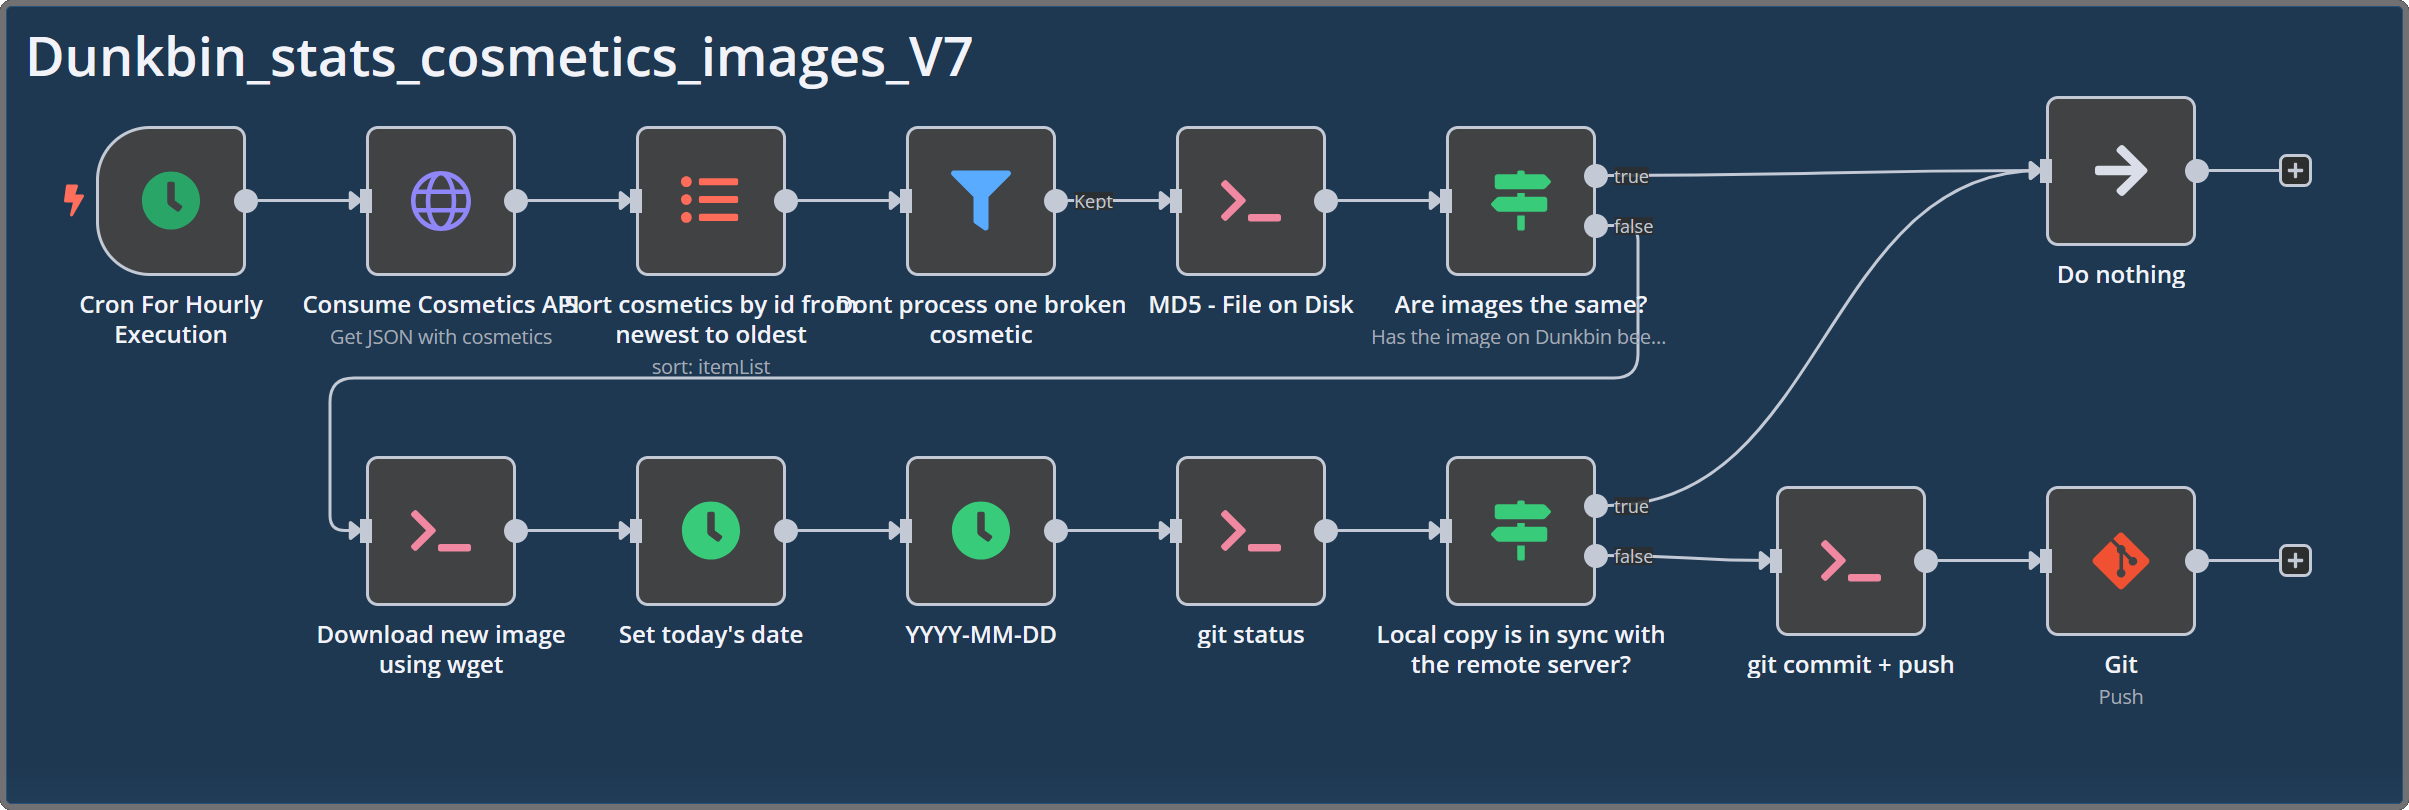 Dunkbin_stats_cosmetics_images_V7
Kept
true
false
Cron For Hourly
Execution
Consume Cosmetics API
Get JSON with cosmetics
Sort cosmetics by id from
newest to oldest
sort: itemList
Dont process one broken
cosmetic
MD5 - File on Disk
Are images the same?
Has the image on Dunkbin bee...
Do nothing
true
false
Download new image
using wget
Set today's date
YYYY-MM-DD
git status
Local copy is in sync with
the remote server?
git commit + push
Git
Push